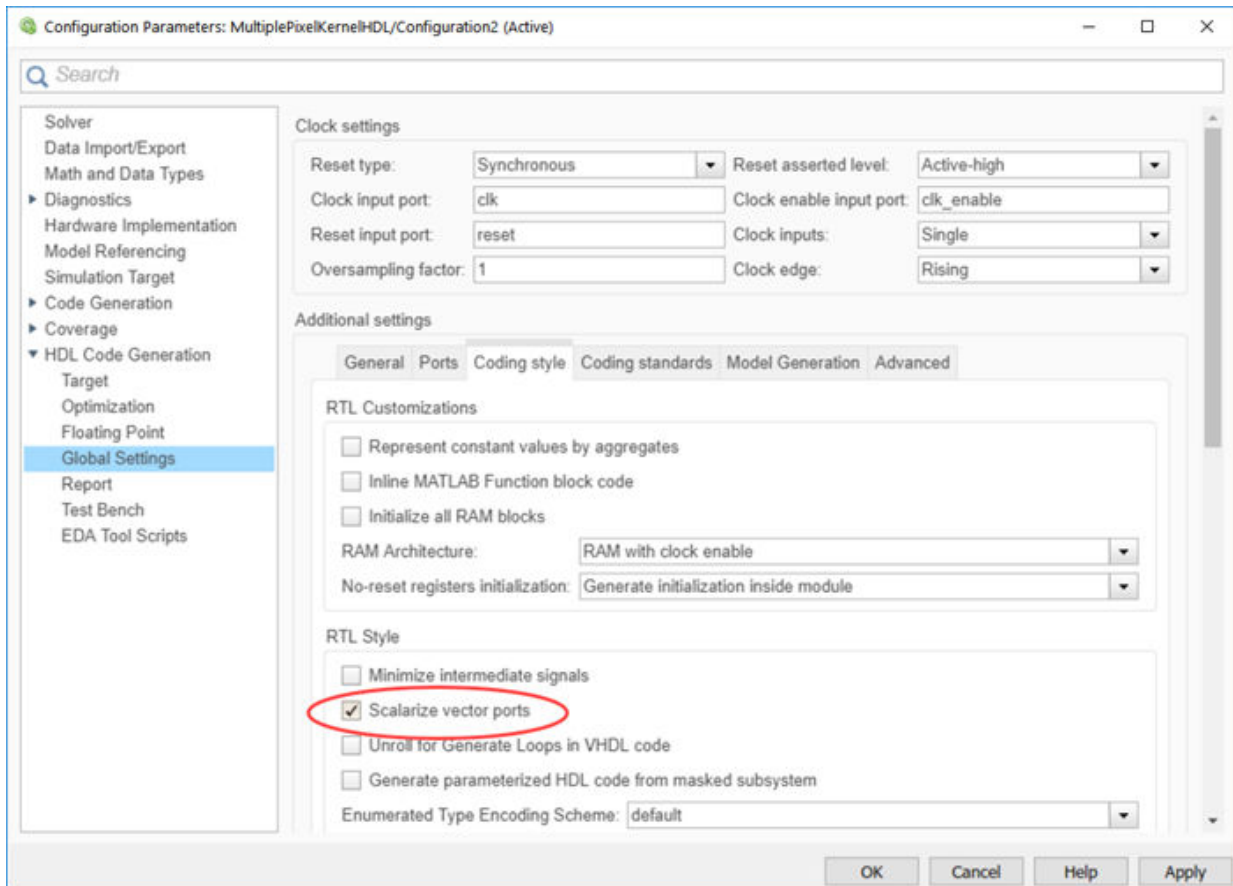 Configuration Parameters: MultiplePixelKernelHDL/Configuration2 (Active)
Search
Solver
Data Import/Export
Math and Data Types
Diagnostics
Hardware Implementation
Model Referencing
Simulation Target
Code Generation
Coverage
HDL Code Generation
Target
Optimization
Floating Point
Global Settings
Report
Test Bench
EDA Tool Scripts
Clock settings
Reset type: Synchronous Reset asserted level: Active-high
Clock input port: clk Clock enable input port: clk_enable
Reset input port: reset Clock inputs: Single
Oversampling factor: 1 Clock edge: Rising
Additional settings
General Ports Coding style Coding standards Model Generation Advanced
RTL Customizations
Represent constant values by aggregates
Inline MATLAB Function block code
Initialize all RAM blocks
RAM Architecture: RAM with clock enable
No-reset registers initialization: Generate initialization inside module
RTL Style
Minimize intermediate signals
Scalarize vector ports
Unroll for Generate Loops in VHDL code
Generate parameterized HDL code from masked subsystem
Enumerated Type Encoding Scheme: default
OK Cancel Help Apply